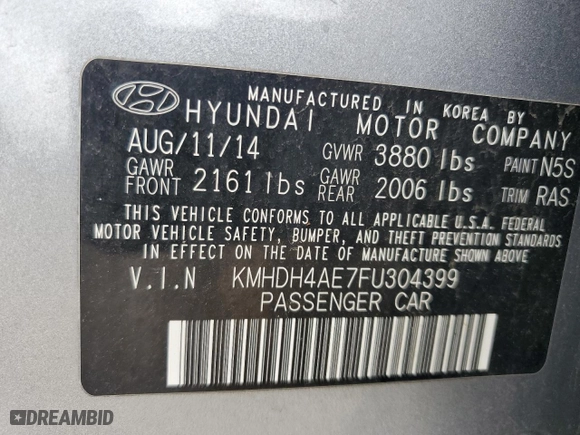 MANUFACTURED IN KOREA BY
HYUNDAI MOTOR COMPANY
AUG/11/14 GVWR 3880 lbs PAINT N5S
GAWR FRONT 2161 lbs GAWR REAR 2006 lbs TRIM RAS
THIS VEHICLE CONFORMS TO ALL APPLICABLE U.S.A. FEDERAL
MOTOR VEHICLE SAFETY, BUMPER, AND THEFT PREVENTION STANDARDS
IN EFFECT ON THE DATE OF MANUFACTURE SHOWN ABOVE.
V.I.N KMHDH4AE7FU304399
PASSENGER CAR
DREAMBID